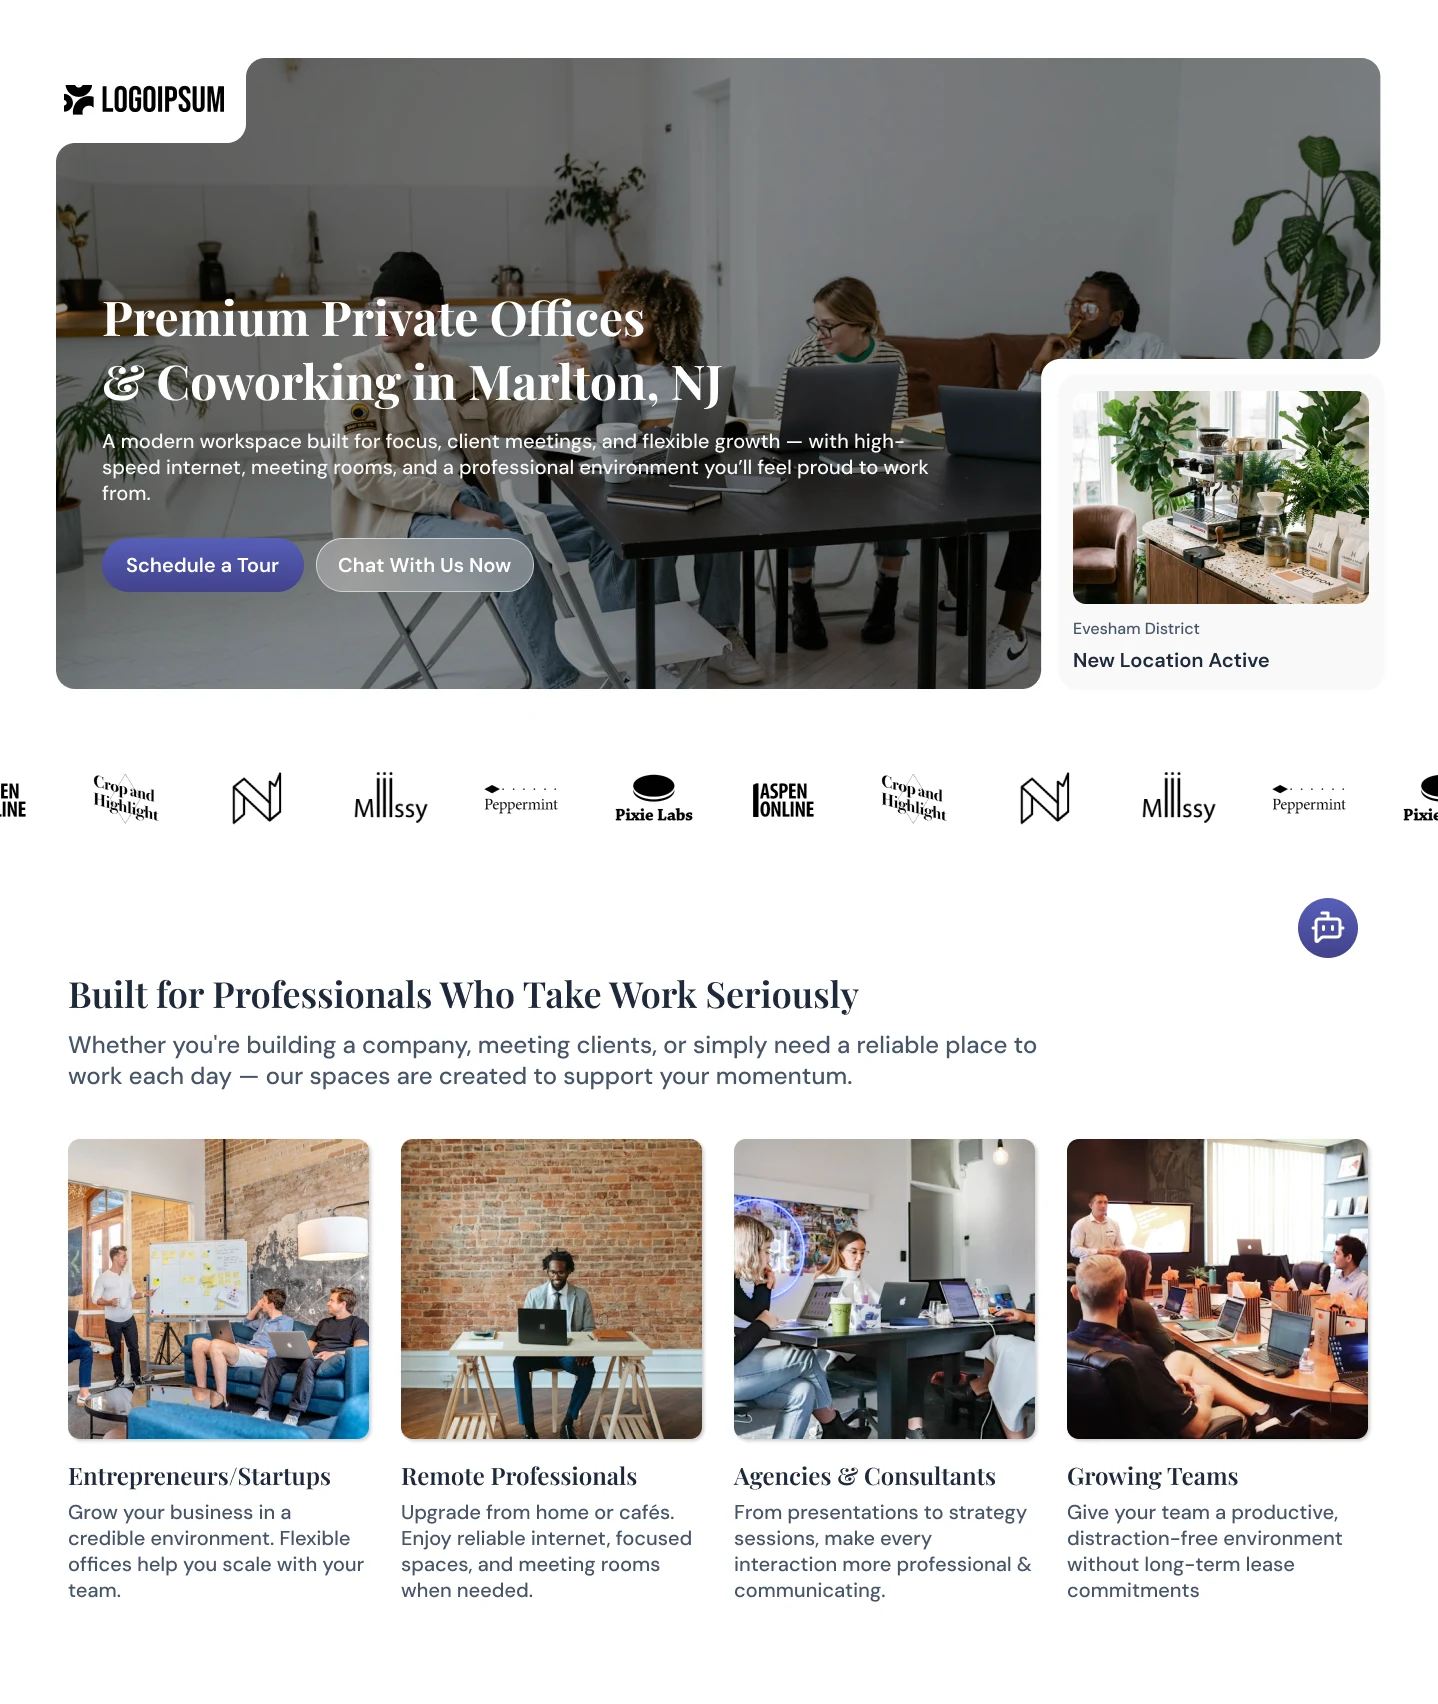 LOGOIPSUM
Premium Private Offices
& Coworking in Marlton, NJ
A modern workspace built for focus, client meetings, and flexible growth — with high-
speed internet, meeting rooms, and a professional environment you’ll feel proud to work
from.
Schedule a Tour
Chat With Us Now
NEW LOCATION
Evesham District
New Location Active
EN
LINE
Crop and
Highlight
N
Milssy
Peppermint
Pixie Labs
ASPEN
ONLINE
Crop and
Highlight
N
Milssy
Peppermint
Pixie
Built for Professionals Who Take Work Seriously
Whether you're building a company, meeting clients, or simply need a reliable place to
work each day — our spaces are created to support your momentum.
Entrepreneurs/Startups
Grow your business in a
credible environment. Flexible
offices help you scale with your
team.
Remote Professionals
Upgrade from home or cafés.
Enjoy reliable internet, focused
spaces, and meeting rooms
when needed.
Agencies & Consultants
From presentations to strategy
sessions, make every
interaction more professional &
communicating.
Growing Teams
Give your team a productive,
distraction-free environment
without long-term lease
commitments